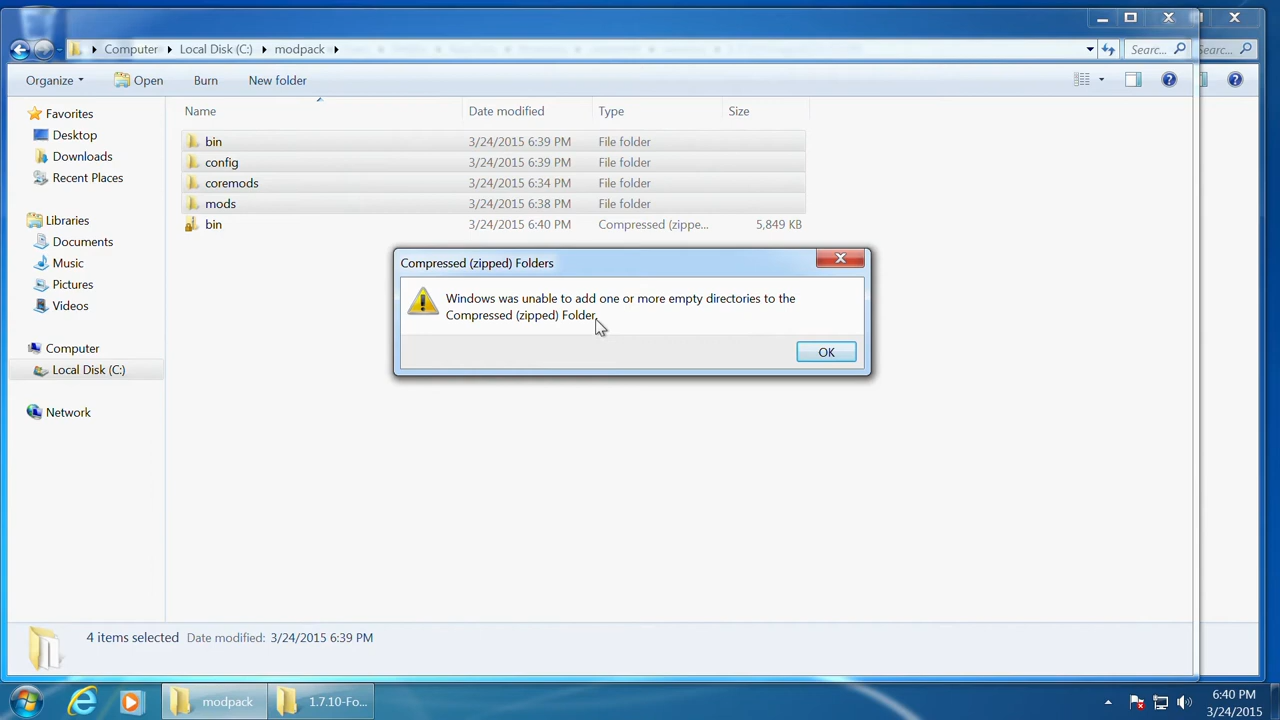 Computer Local Disk (C:) modpack Searc... Searc...
Organize Open Burn New folder
Name Date modified Type Size
Favorites
Desktop
Downloads
Recent Places
Libraries
Documents
Music
Pictures
Videos
Computer
Local Disk (C:)
Network
bin 3/24/2015 6:39 PM File folder
config 3/24/2015 6:39 PM File folder
coremods 3/24/2015 6:34 PM File folder
mods 3/24/2015 6:38 PM File folder
bin 3/24/2015 6:40 PM Compressed (zippe... 5,849 KB
Compressed (zipped) Folders
Windows was unable to add one or more empty directories to the
Compressed (zipped) Folder.
OK
4 items selected Date modified: 3/24/2015 6:39 PM
modpack 1.7.10-Fo...
6:40 PM
3/24/2015